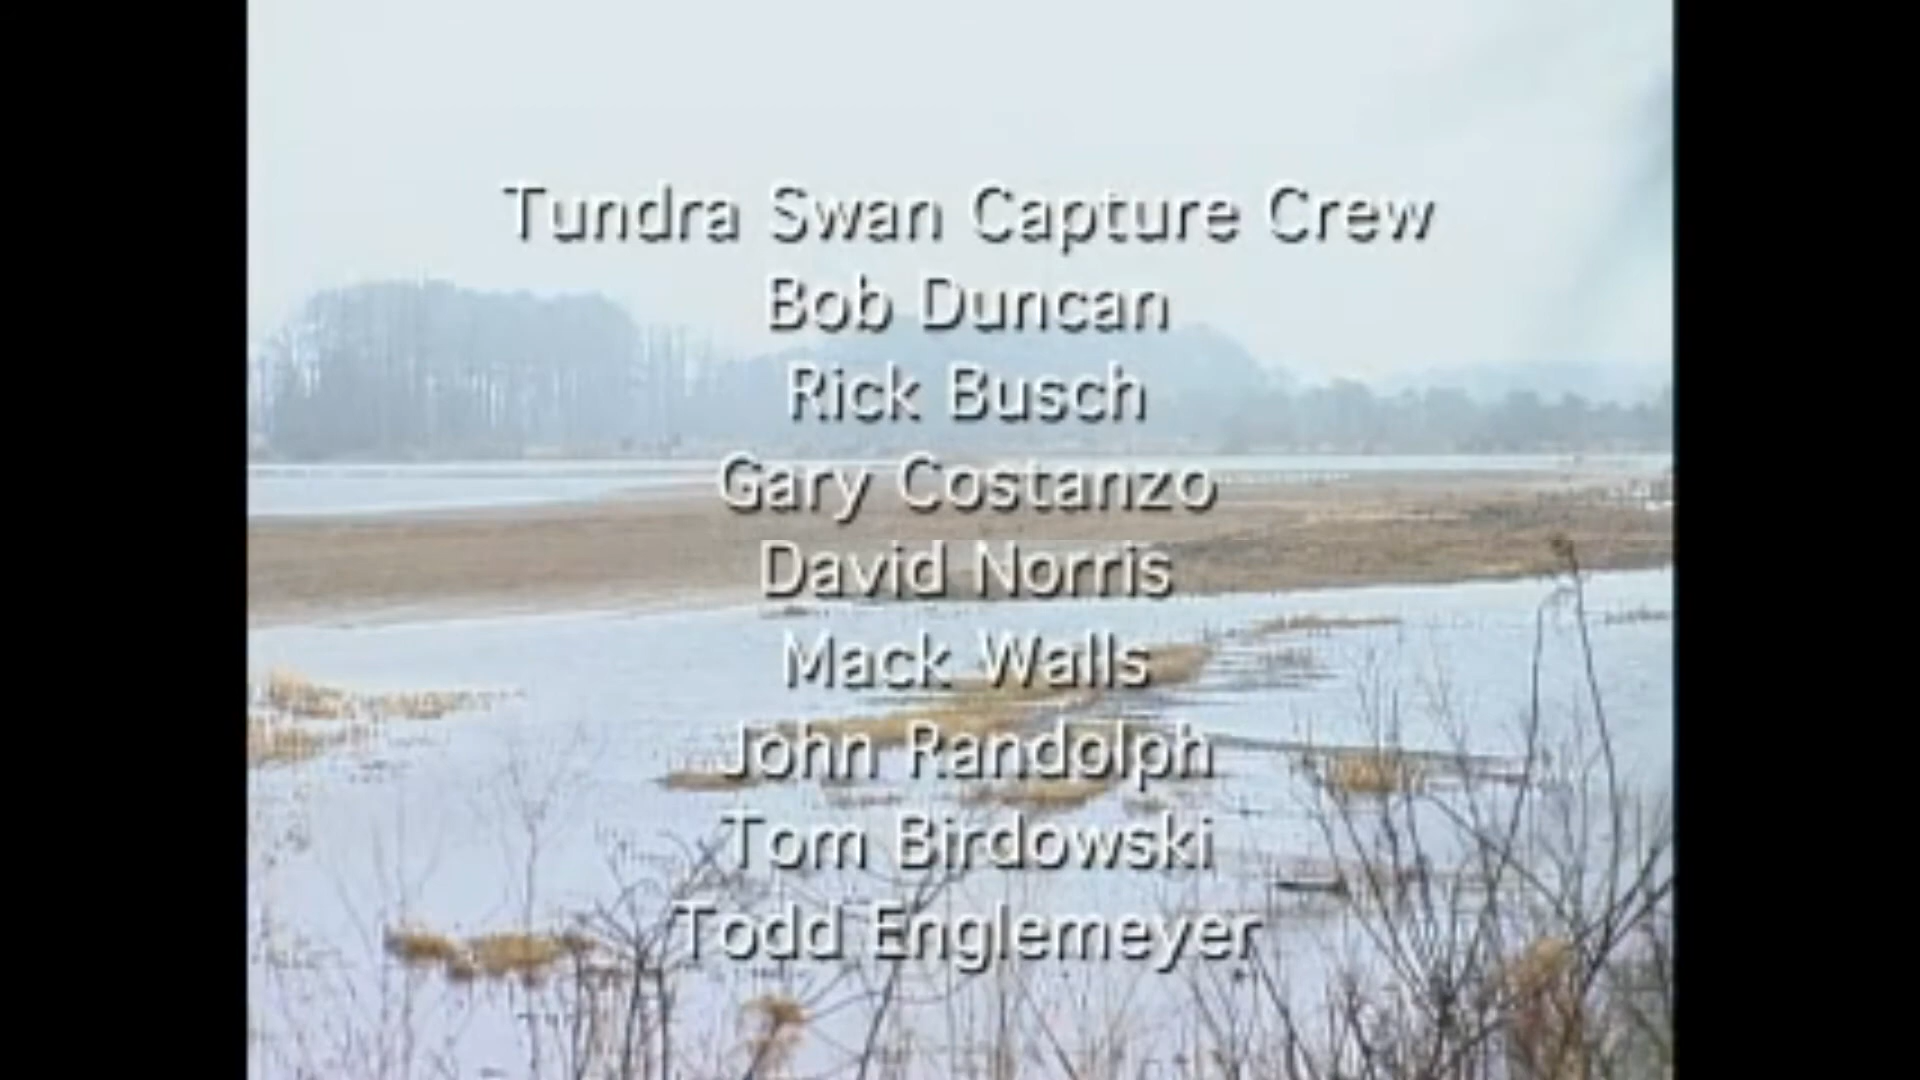 Tundra Swan Capture Crew
Bob Duncan
Rick Busch
Gary Costanzo
David Norris
Mack Walls
John Randolph
Tom Birdowski
Todd Englemeyer